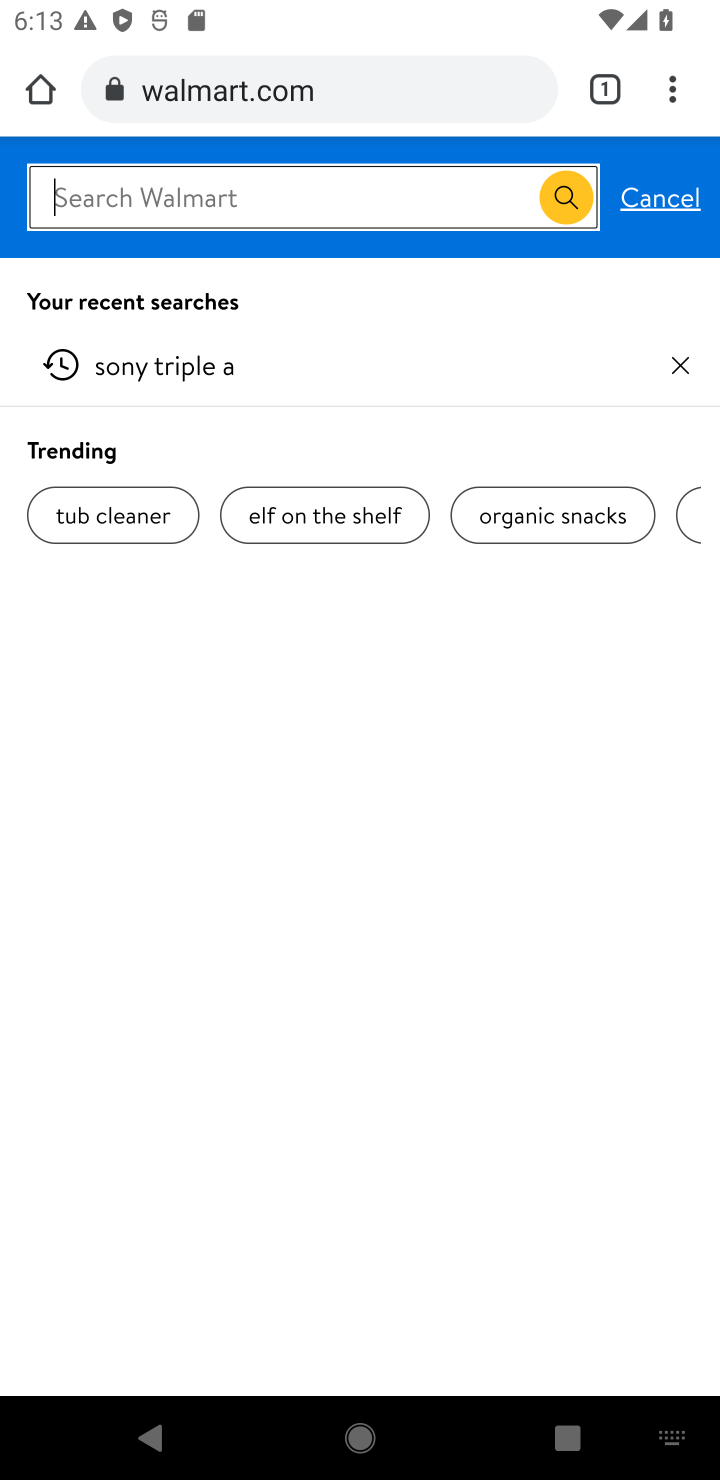 6:13
walmart.com
1
Search Walmart
Cancel
Your recent searches
sony triple a
Trending
tub cleaner
elf on the shelf
organic snacks